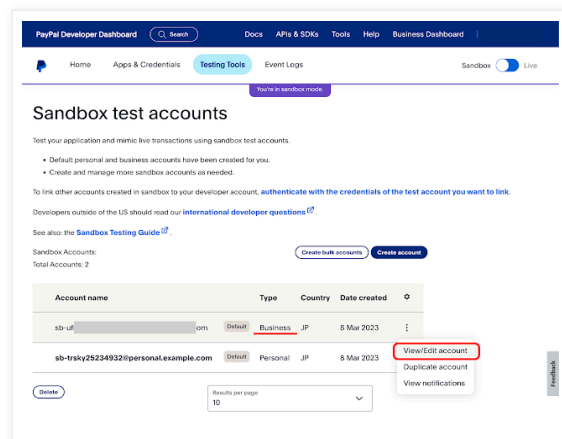 PayPal Developer Dashboard Search Docs APIs & SDKs Tools Help Business Dashboard
Home Apps & Credentials Testing Tools Event Logs Sandbox Live
You're in sandbox mode.
Sandbox test accounts
Test your application and mimic live transactions using sandbox test accounts.
• Default personal and business accounts have been created for you.
• Create and manage more sandbox accounts as needed.
To link other accounts created in sandbox to your developer account, authenticate with the credentials of the test account you want to link.
Developers outside of the US should read our international developer questions.
See also: the Sandbox Testing Guide.
Sandbox Accounts:
Create bulk accounts Create account
Total Accounts: 2
Account name Type Country Date created
sb-uf om Default Business JP 8 Mar 2023
View/Edit account
sb-trsky25234932@personal.example.com Default Personal JP 8 Mar 2023
Duplicate account
View notifications
Delete
Results per page
10
Feedback